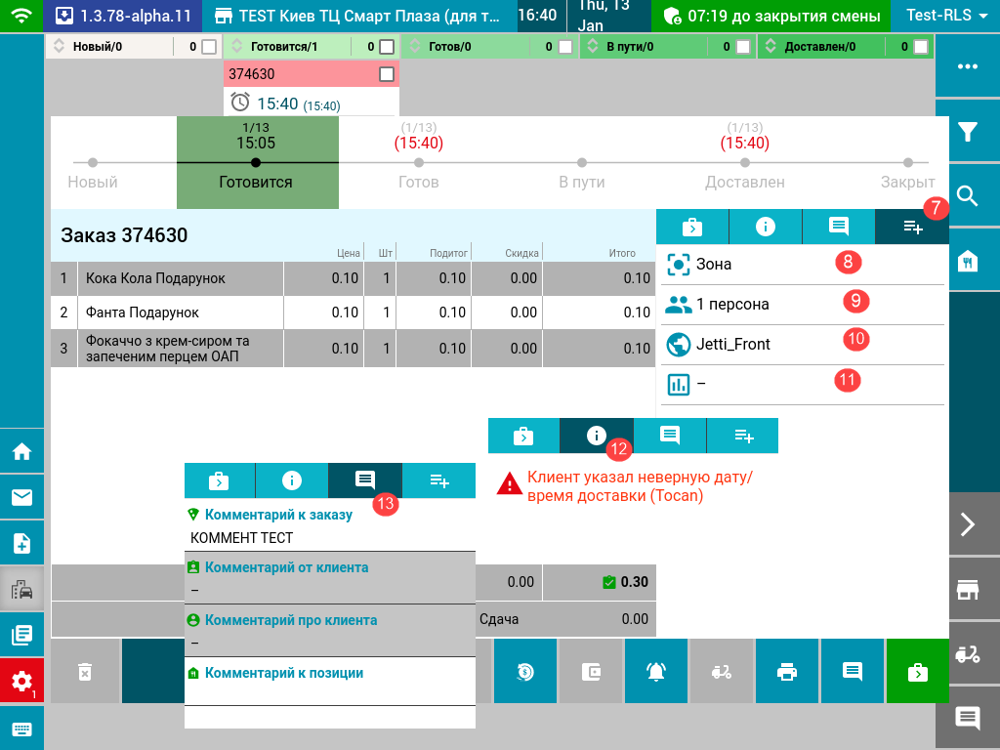 1.3.78-alpha.11
TEST Киев ТЦ Смарт Плаза (для т...
16:40
Thu, 13
Jan
07:19 до закрытия смены
Test-RLS
Новый/0 0
Готовится/1 0
Готов/0 0
В пути/0 0
Доставлен/0 0
374630
15:40 (15:40)
1/13
15:05
(1/13)
(15:40)
(1/13)
(15:40)
Новый
Готовится
Готов
В пути
Доставлен
Закрыт
Заказ 374630
Цена Шт Подитог Скидка Итого
1 Кока Кола Подарунок 0.10 1 0.10 0.00 0.10
2 Фанта Подарунок 0.10 1 0.10 0.00 0.10
3 Фокаччо з крем-сиром та
запеченим перцем ОАП 0.10 1 0.10 0.00 0.10
7
Зона 8
1 персона 9
Jetti_Front 10
– 11
12
Клиент указал неверную дату/
время доставки (Tocan)
13
Комментарий к заказу
КОММЕНТ ТЕСТ
Комментарий от клиента
–
Комментарий про клиента
–
Комментарий к позиции
0.00 0.30
Сдача 0.00
1